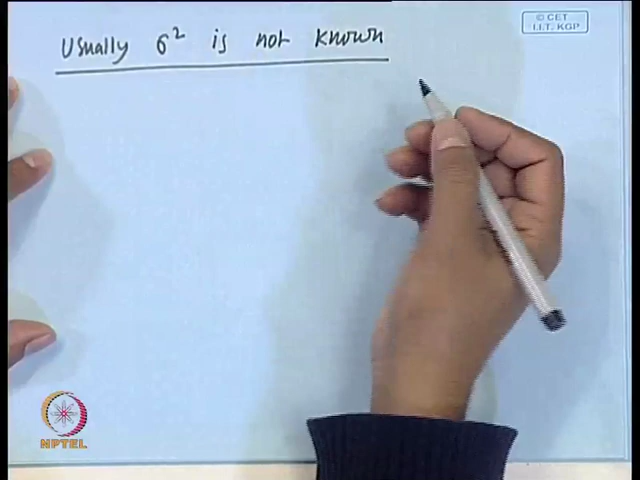 Usually σ² is not known
© CET
I.I.T. KGP
NPTEL